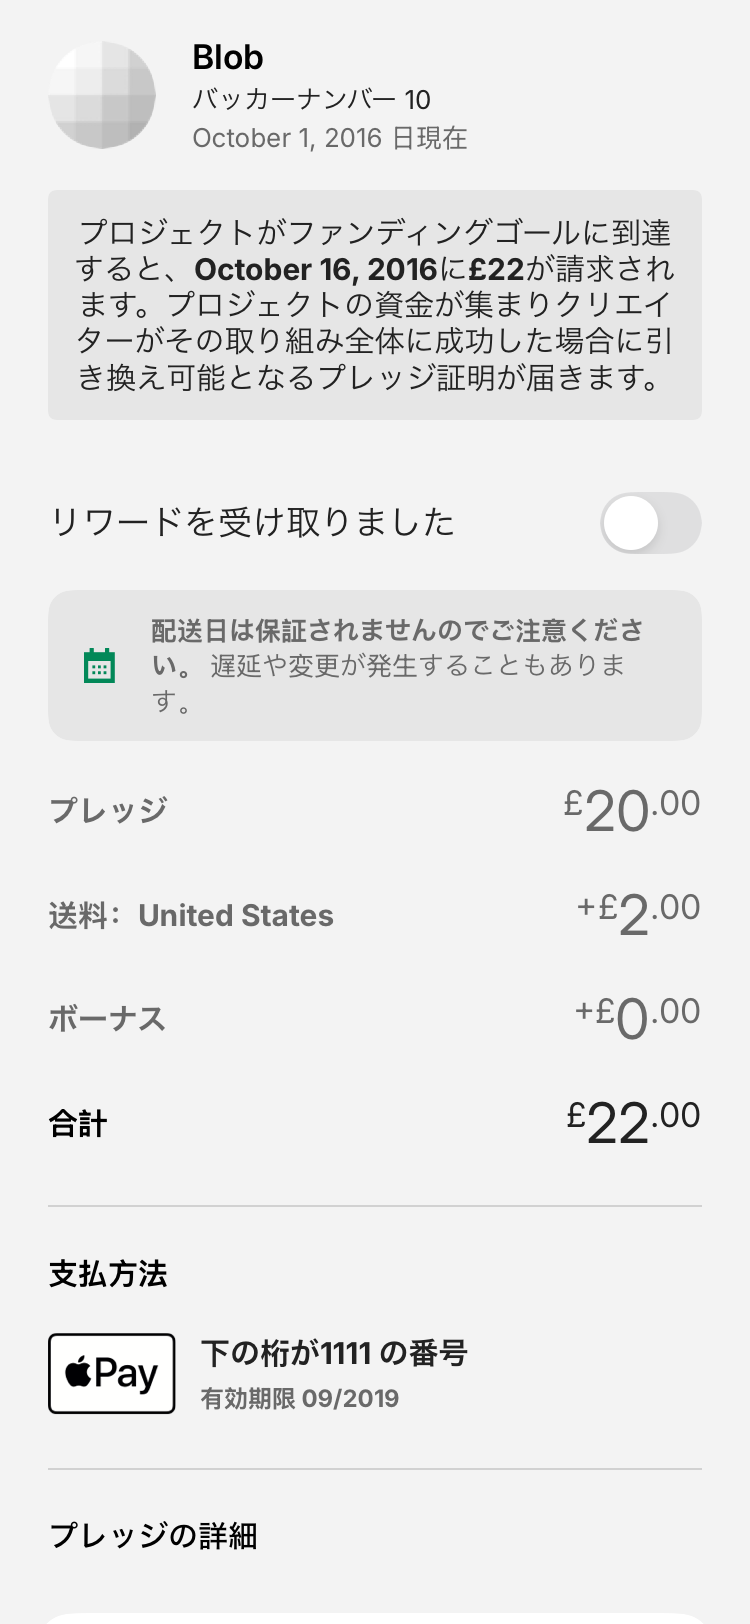 Blob
バッカーナンバー 10
October 1, 2016 日現在
プロジェクトがファンディングゴールに到達
すると、October 16, 2016に£22が請求され
ます。プロジェクトの資金が集まりクリエイ
ターがその取り組み全体に成功した場合に引
き換え可能となるプレッジ証明が届きます。
リワードを受け取りました
配送日は保証されませんのでご注意くださ
い。 遅延や変更が発生することもありま
す。
プレッジ £20.00
送料： United States +£2.00
ボーナス +£0.00
合計 £22.00
支払方法
Pay
下の桁が1111 の番号
有効期限 09/2019
プレッジの詳細